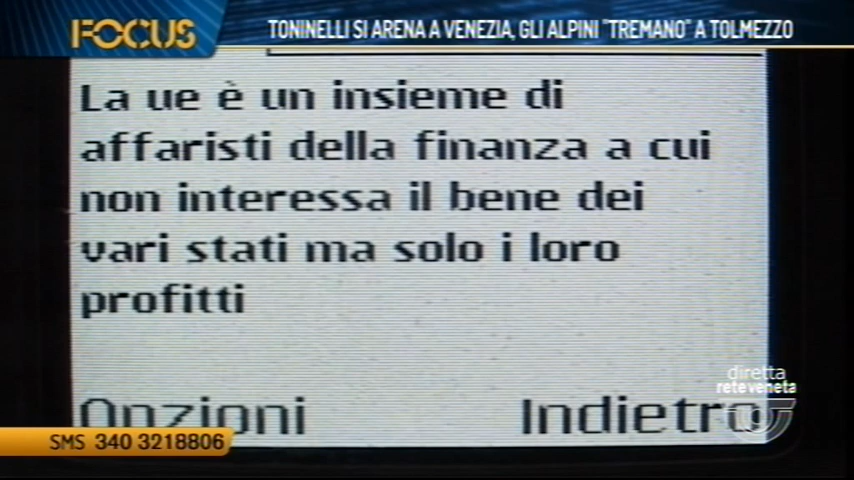 FOCUS
TONINELLI SI ARENA A VENEZIA, GLI ALPINI "TREMANO" A TOLMEZZO
La ue è un insieme di
affaristi della finanza a cui
non interessa il bene dei
vari stati ma solo i loro
profitti
Opzioni Indietro
diretta
reteveneta
SMS 340 3218806